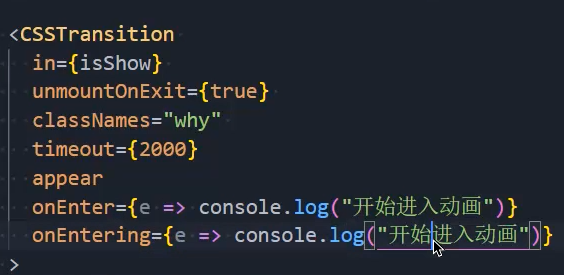 <CSSTransition
in={isShow}
unmountOnExit={true}
classNames="why"
timeout={2000}
appear
onEnter={e => console.log("开始进入动画")}
onEntering={e => console.log("开始进入动画")}
>